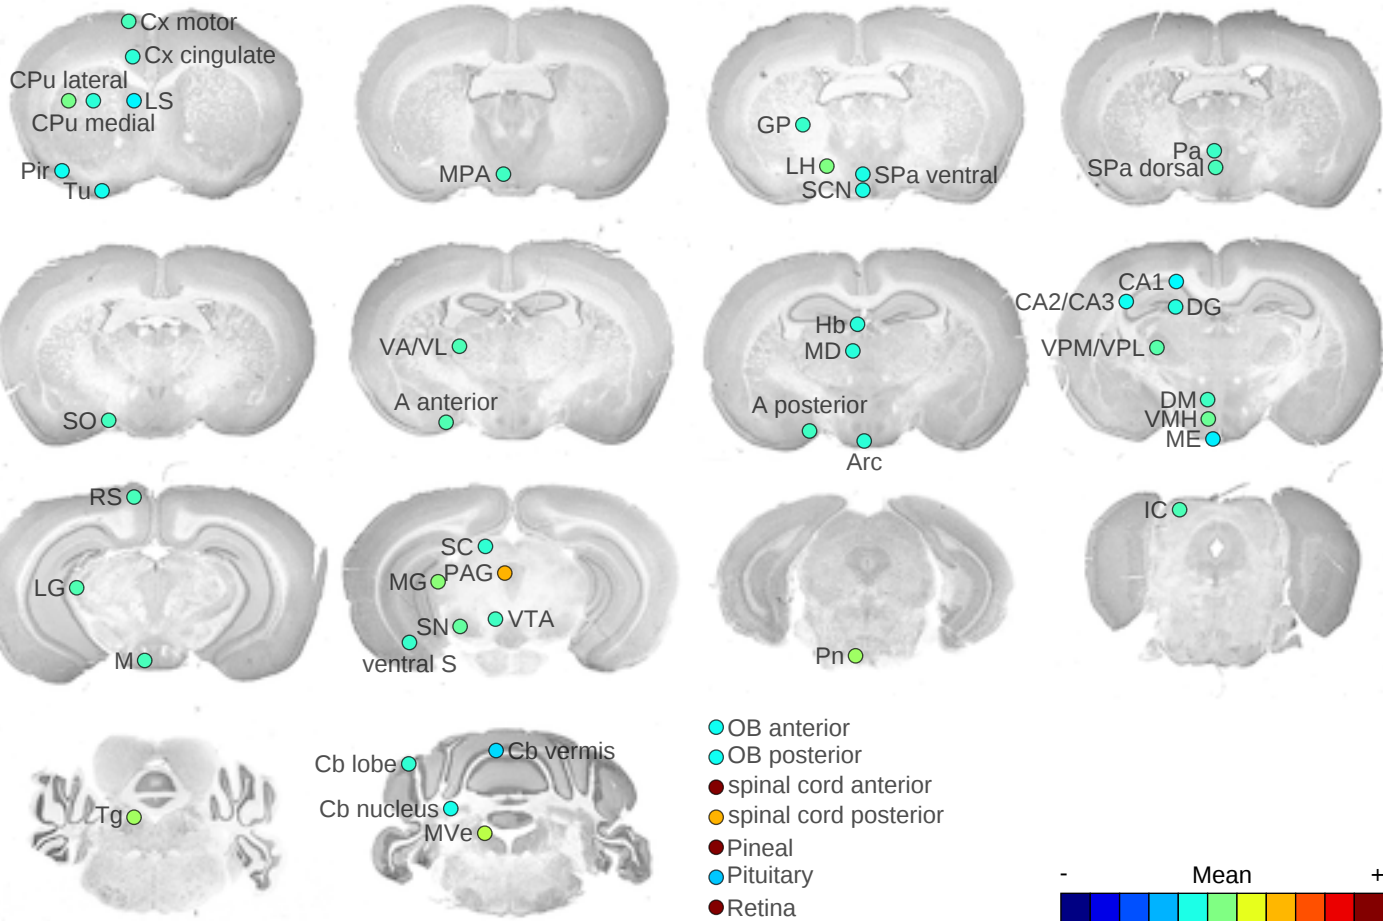 Cx motor
Cx cingulate
CPu lateral
LS
CPu medial
Pir
Tu
MPA
GP
LH
SPa ventral
SCN
Pa
SPa dorsal
SO
VA/VL
A anterior
Hb
MD
A posterior
Arc
CA1
CA2/CA3
DG
VPM/VPL
DM
VMH
ME
RS
LG
M
SC
PAG
MG
VTA
SN
ventral S
Pn
IC
Tg
Cb vermis
Cb lobe
Cb nucleus
MVe
OB anterior
OB posterior
spinal cord anterior
spinal cord posterior
Pineal
Pituitary
Retina
- Mean +